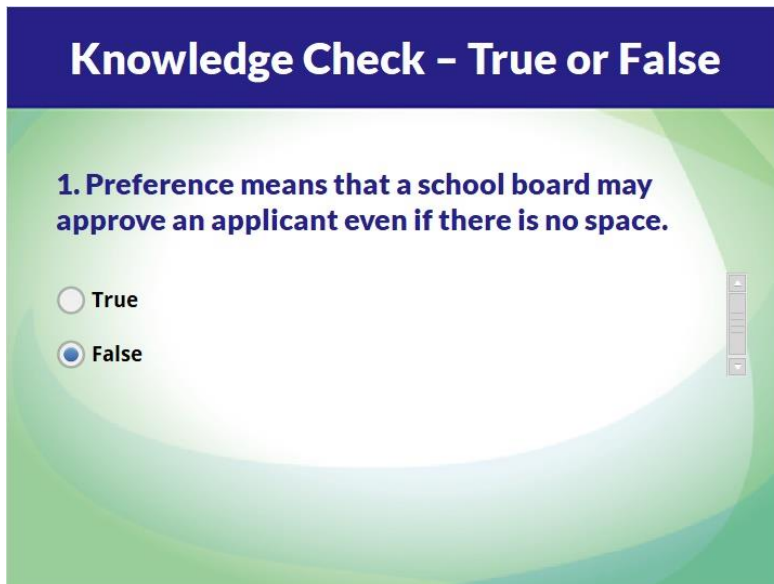 Knowledge Check – True or False
1. Preference means that a school board may
approve an applicant even if there is no space.
True
False